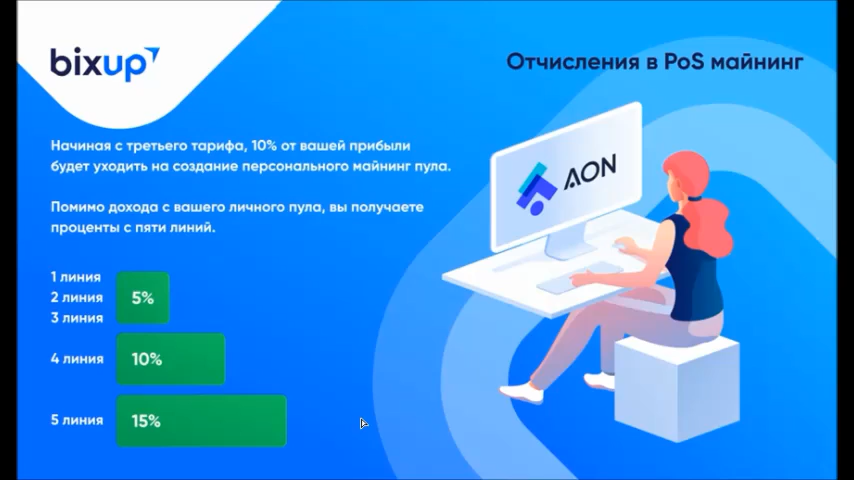 bixup
Отчисления в PoS майнинг
Начиная с третьего тарифа, 10% от вашей прибыли
будет уходить на создание персонального майнинг пула.
Помимо дохода с вашего личного пула, вы получаете
проценты с пяти линий.
AON
1 линия
2 линия
3 линия
5%
4 линия
10%
5 линия
15%